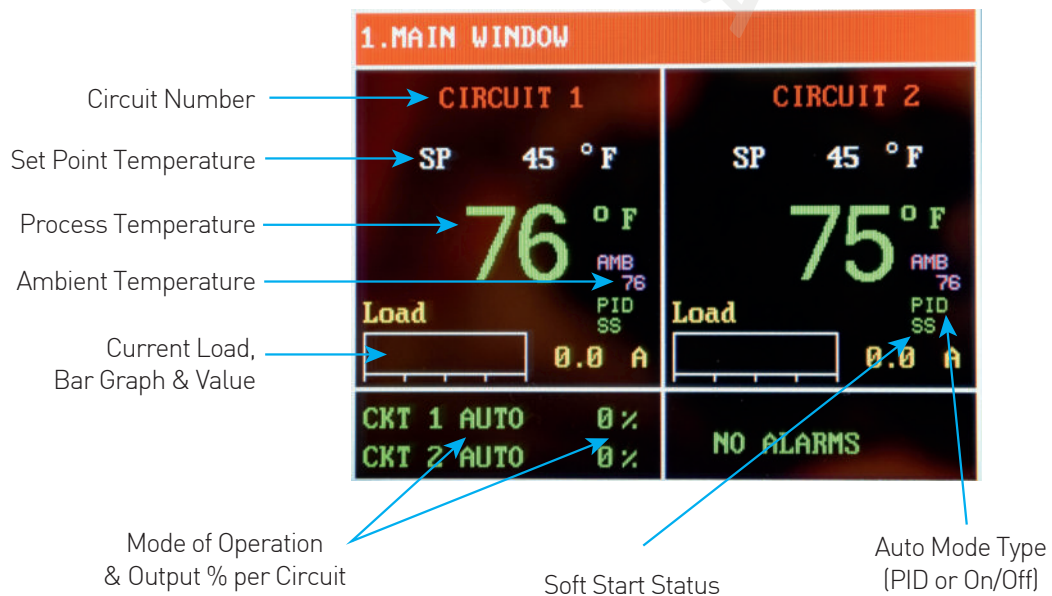 1.MAIN WINDOW
Circuit Number
CIRCUIT 1
CIRCUIT 2
Set Point Temperature
SP 45 °F
SP 45 °F
Process Temperature
76 °F
75 °F
Ambient Temperature
AMB
76
AMB
76
Load
PID
SS
Load
PID
SS
Current Load,
Bar Graph & Value
0.0 A
0.0 A
CKT 1 AUTO 0%
CKT 2 AUTO 0%
NO ALARMS
Mode of Operation
& Output % per Circuit
Soft Start Status
Auto Mode Type
(PID or On/Off)